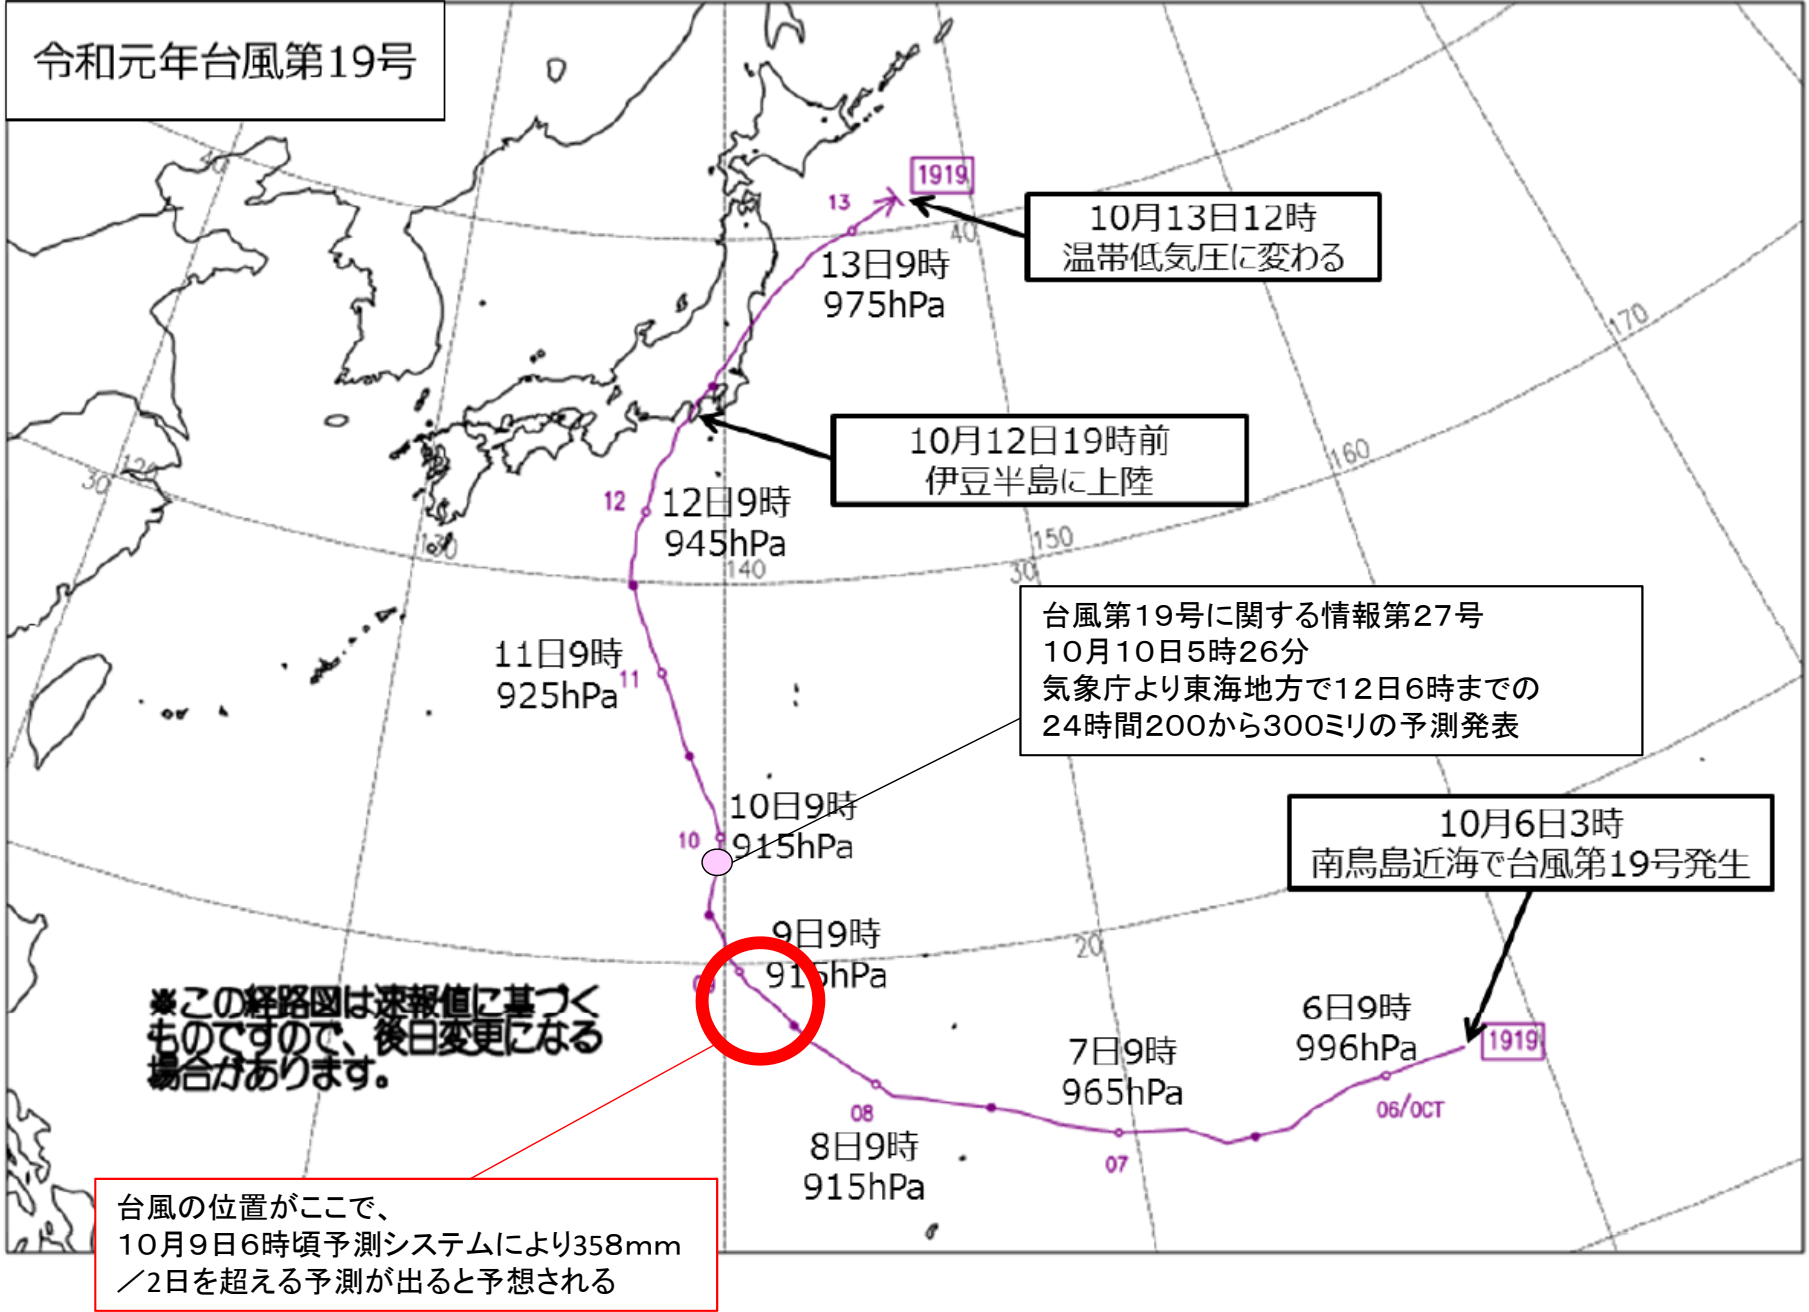 令和元年台風第19号
40
1919
13
10月13日12時
温帯低気圧に変わる
40
13日9時
975hPa
170
10月12日19時前
伊豆半島に上陸
160
120
30
12
12日9時
945hPa
130
140
150
30
台風第19号に関する情報第27号
10月10日5時26分
気象庁より東海地方で12日6時までの
24時間200から300ミリの予測発表
11日9時
925hPa
11
10日9時
915hPa
10
10月6日3時
南鳥島近海で台風第19号発生
9日9時
915hPa
09
20
※この経路図は速報値に基づく
ものですので、後日変更になる
場合があります。
6日9時
996hPa
1919
06/OCT
7日9時
965hPa
07
08
8日9時
915hPa
台風の位置がここで、
10月9日6時頃予測システムにより358mm
／2日を超える予測が出ると予想される